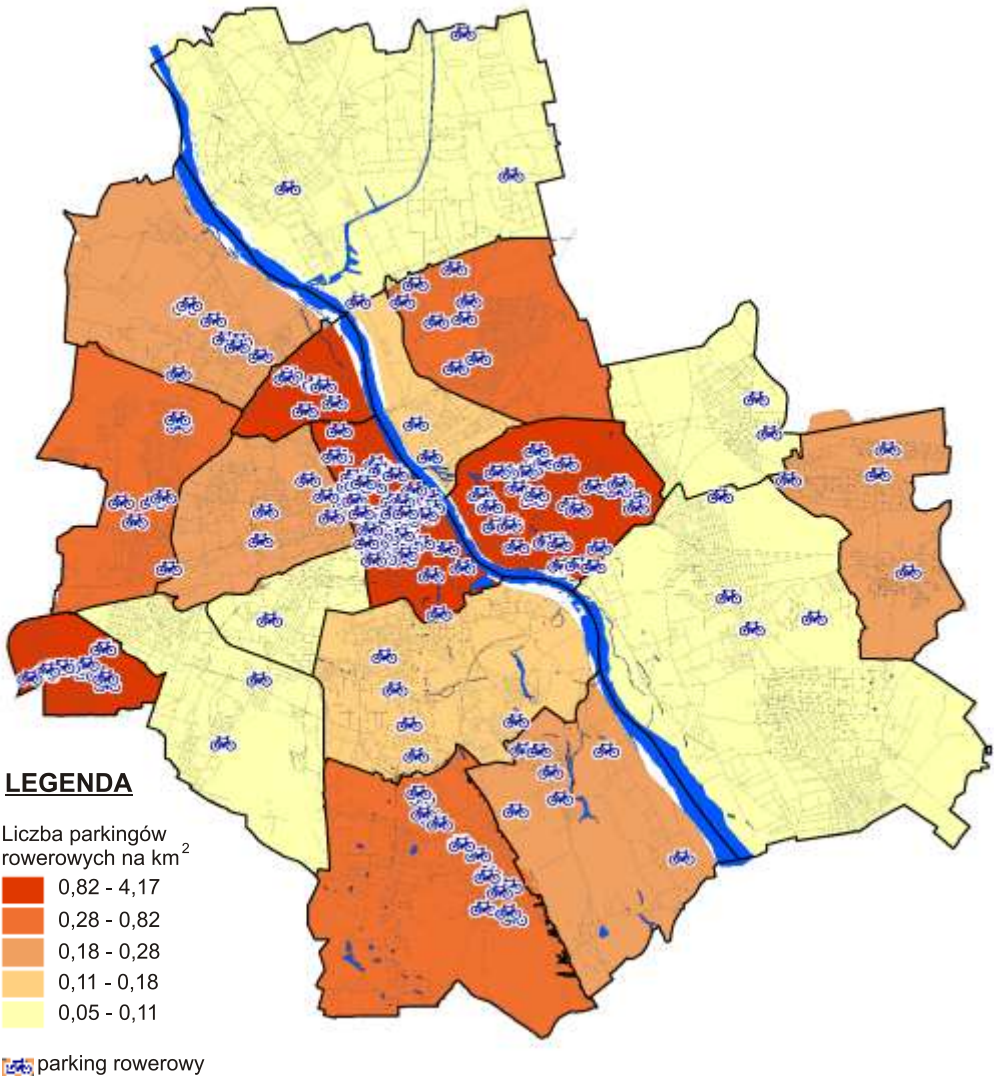 LEGENDA
Liczba parkingów
rowerowych na km²
0,82 - 4,17
0,28 - 0,82
0,18 - 0,28
0,11 - 0,18
0,05 - 0,11
parking rowerowy